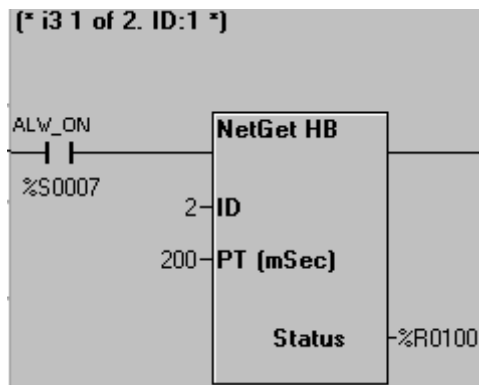 (* i3 1 of 2. ID:1 *)
ALW_ON
NetGet HB
%S0007
2 ID
200 PT (mSec)
Status %R0100